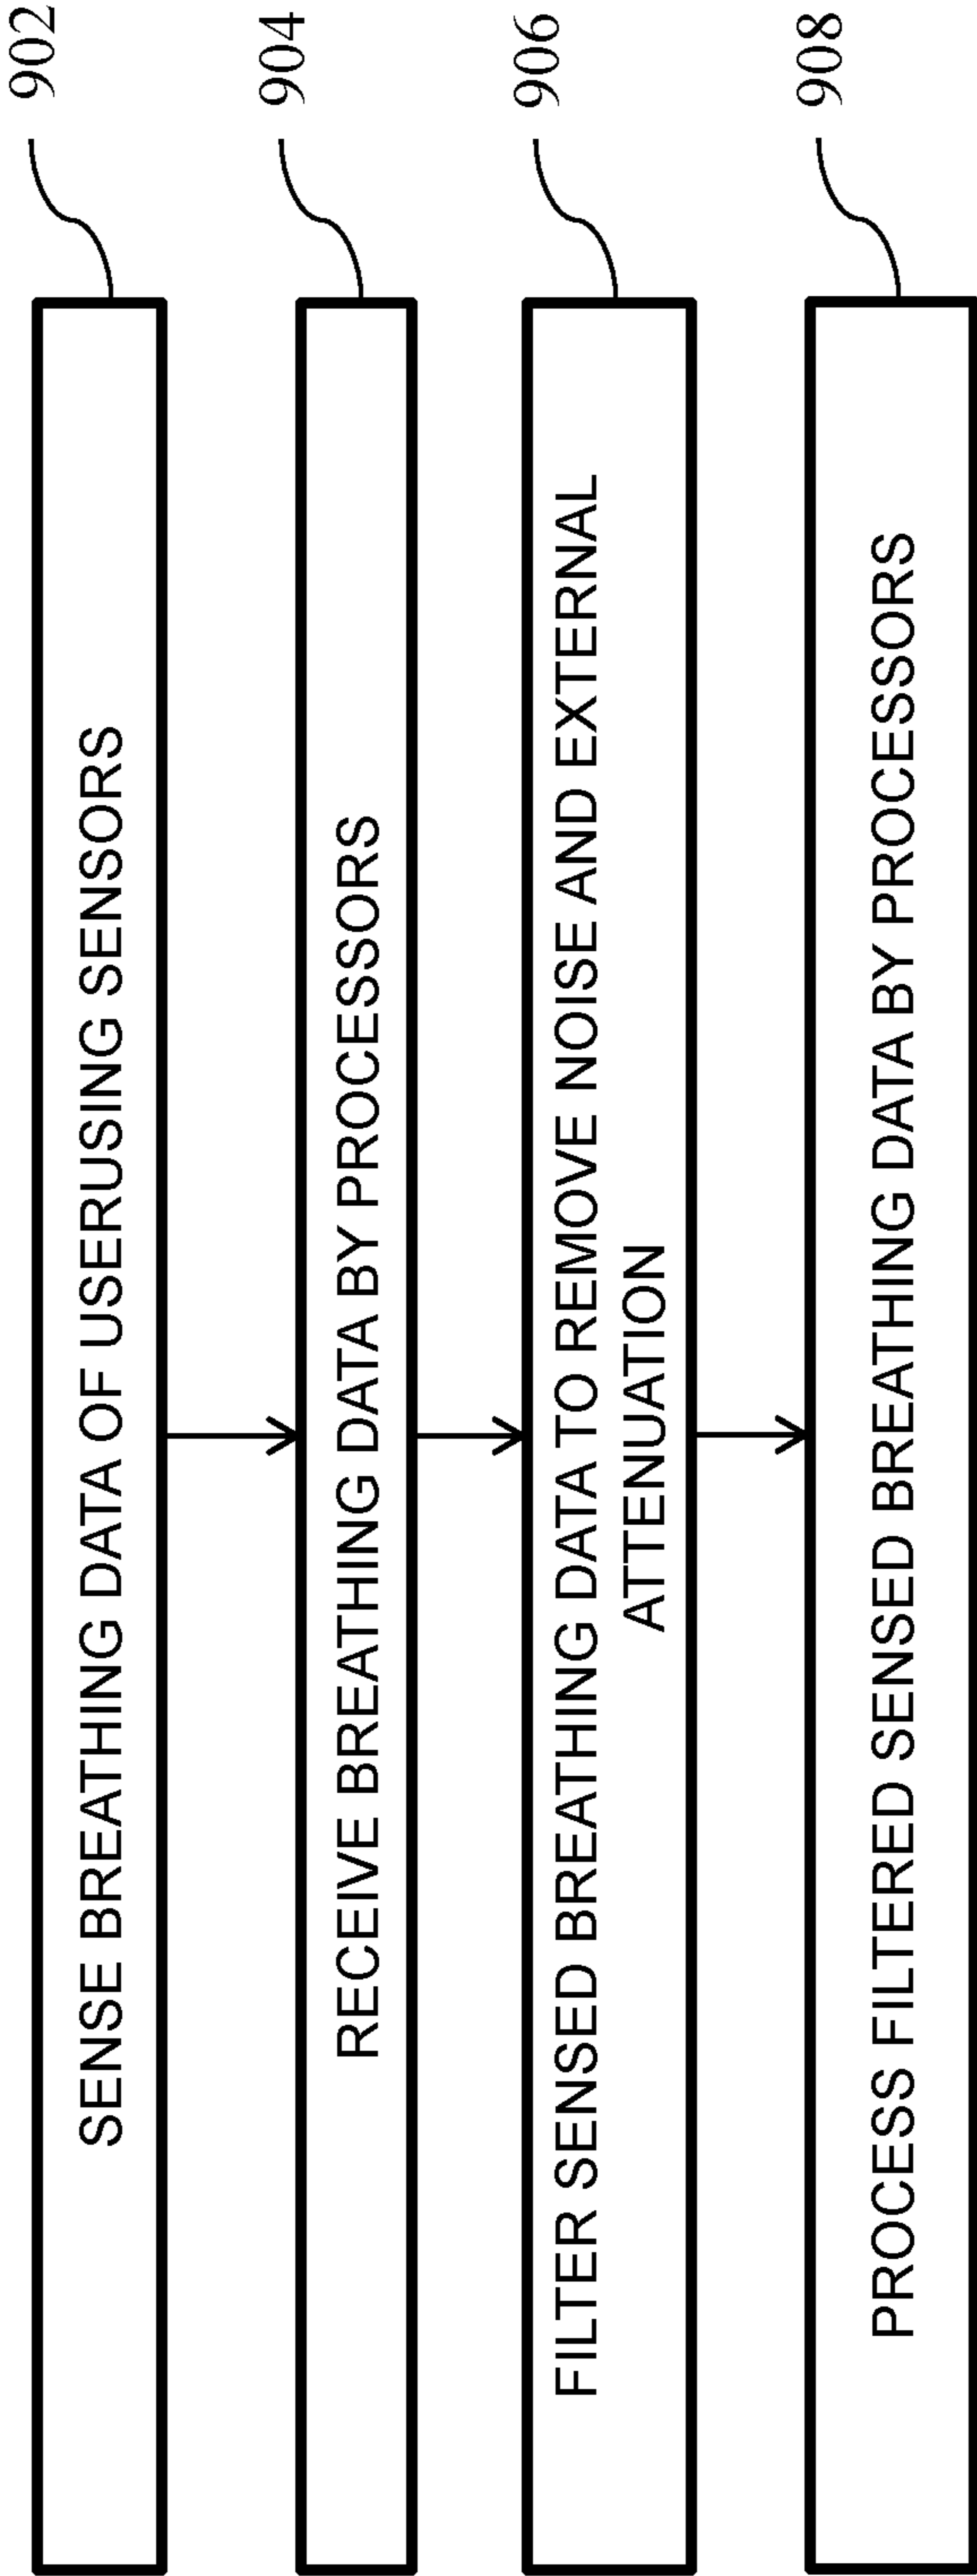 SENSE BREATHING DATA OF USERUSING SENSORS
902
RECEIVE BREATHING DATA BY PROCESSORS
904
FILTER SENSED BREATHING DATA TO REMOVE NOISE AND EXTERNAL
ATTENUATION
906
PROCESS FILTERED SENSED BREATHING DATA BY PROCESSORS
908